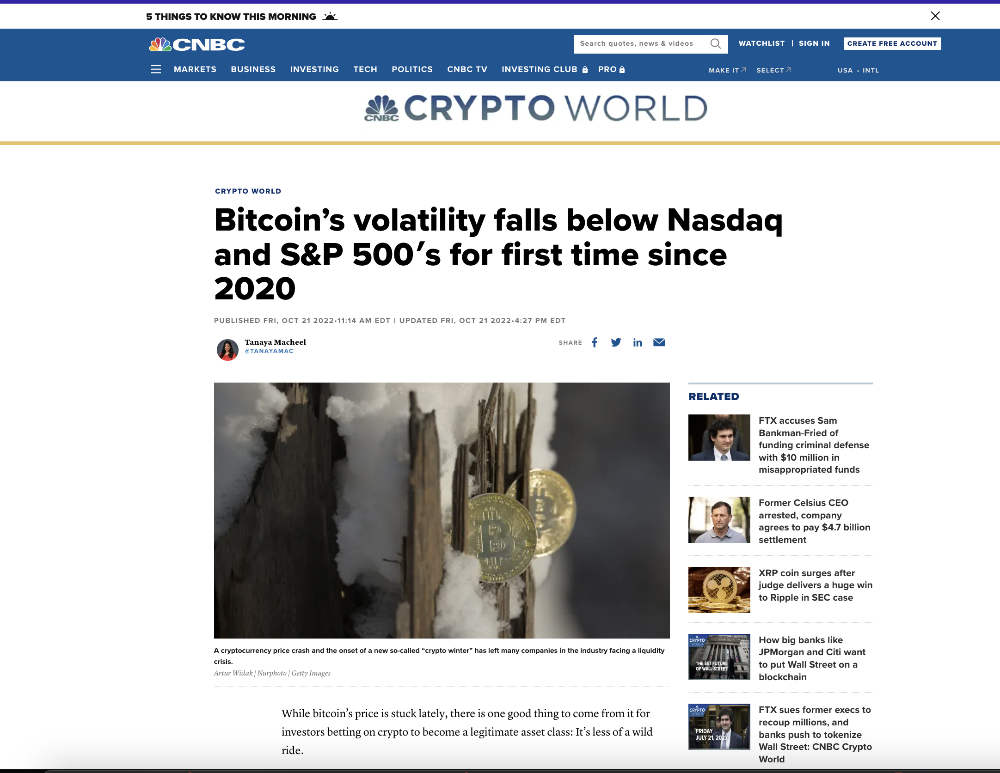 5 THINGS TO KNOW THIS MORNING
CNBC
Search quotes, news & videos
WATCHLIST | SIGN IN
CREATE FREE ACCOUNT
MARKETS BUSINESS INVESTING TECH POLITICS CNBC TV INVESTING CLUB PRO
MAKE IT SELECT
USA • INTL
CNBC CRYPTO WORLD
CRYPTO WORLD
Bitcoin’s volatility falls below Nasdaq
and S&P 500′s for first time since
2020
PUBLISHED FRI, OCT 21 2022•11:14 AM EDT | UPDATED FRI, OCT 21 2022•4:27 PM EDT
Tanaya Macheel
@TANAYAMAC
SHARE
A cryptocurrency price crash and the onset of a new so-called “crypto winter” has left many companies in the industry facing a liquidity
crisis.
Artur Widak | Nurphoto | Getty Images
While bitcoin’s price is stuck lately, there is one good thing to come from it for
investors betting on crypto to become a legitimate asset class: It’s less of a wild
ride.
RELATED
FTX accuses Sam
Bankman-Fried of
funding criminal defense
with $10 million in
misappropriated funds
Former Celsius CEO
arrested, company
agrees to pay $4.7 billion
settlement
XRP coin surges after
judge delivers a huge win
to Ripple in SEC case
CRYPTO
WORLD
THE $5T FUTURE
OF WALL STREET
How big banks like
JPMorgan and Citi want
to put Wall Street on a
blockchain
CRYPTO
WORLD
FRIDAY
JULY 21, 2023
FTX sues former execs to
recoup millions, and
banks push to tokenize
Wall Street: CNBC Crypto
World